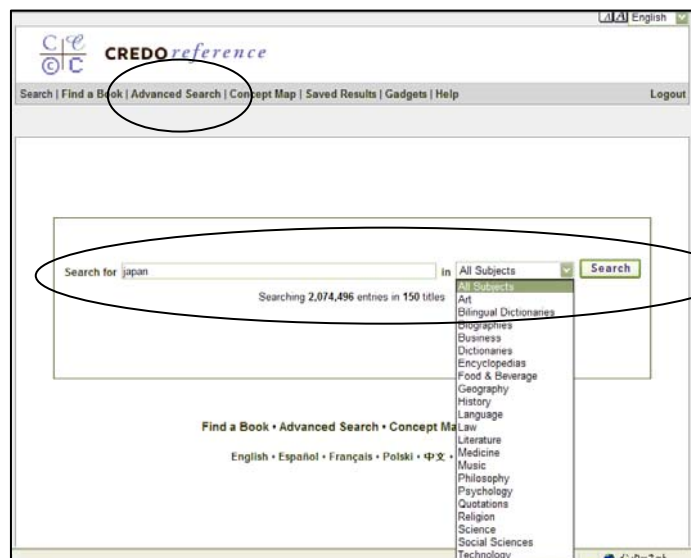 English
CREDO reference
Search | Find a Book | Advanced Search | Concept Map | Saved Results | Gadgets | Help Logout
Search for japan in All Subjects Search
Searching 2,074,496 entries in 150 titles
All Subjects
Art
Bilingual Dictionaries
Biographies
Business
Dictionaries
Encyclopedias
Food & Beverage
Geography
History
Language
Law
Literature
Medicine
Music
Philosophy
Psychology
Quotations
Religion
Science
Social Sciences
Technology
Find a Book • Advanced Search • Concept Ma
English • Español • Français • Polski • 中文 •